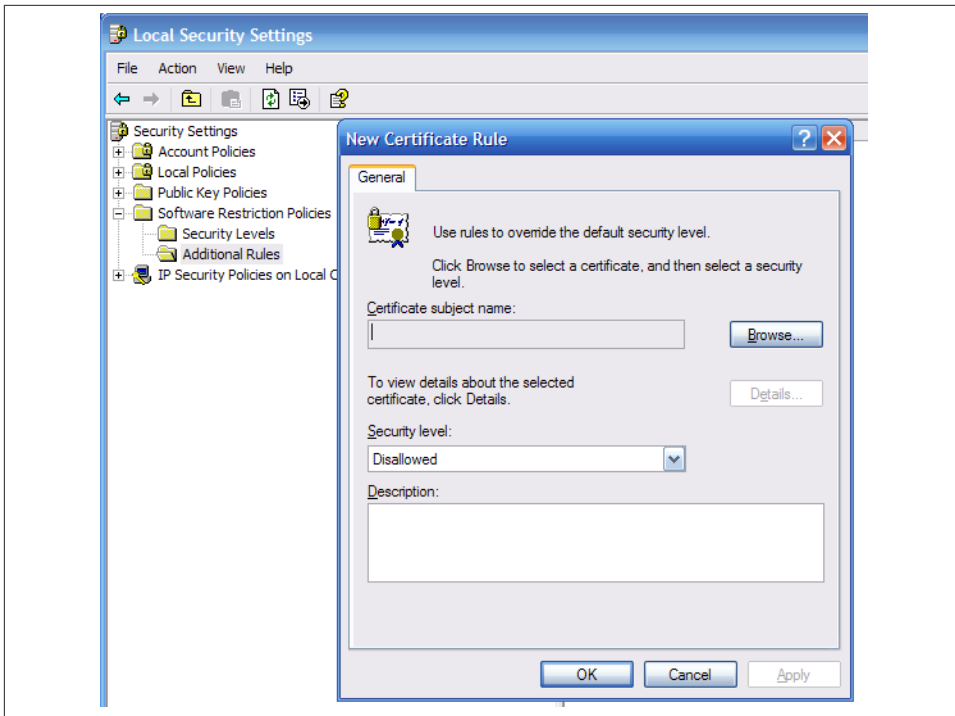 Local Security Settings
File Action View Help
Security Settings
Account Policies
Local Policies
Public Key Policies
Software Restriction Policies
Security Levels
Additional Rules
IP Security Policies on Local C
New Certificate Rule
General
Use rules to override the default security level.
Click Browse to select a certificate, and then select a security
level.
Certificate subject name:
Browse...
To view details about the selected
certificate, click Details.
Details...
Security level:
Disallowed
Description:
OK Cancel Apply